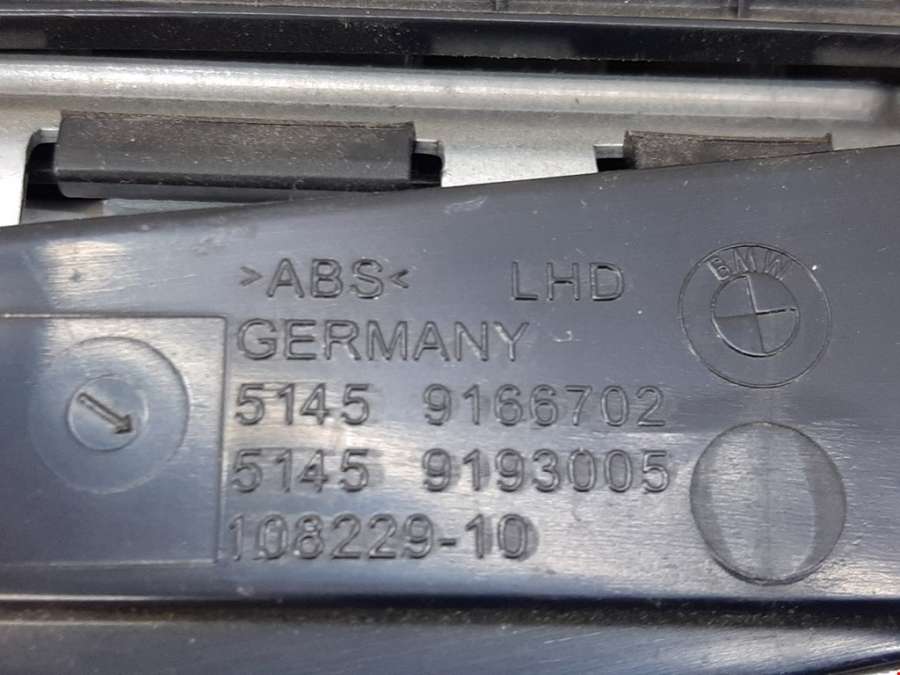 >ABS< LHD
BMW
GERMANY
5145 9166702
5145 9193005
108229-10